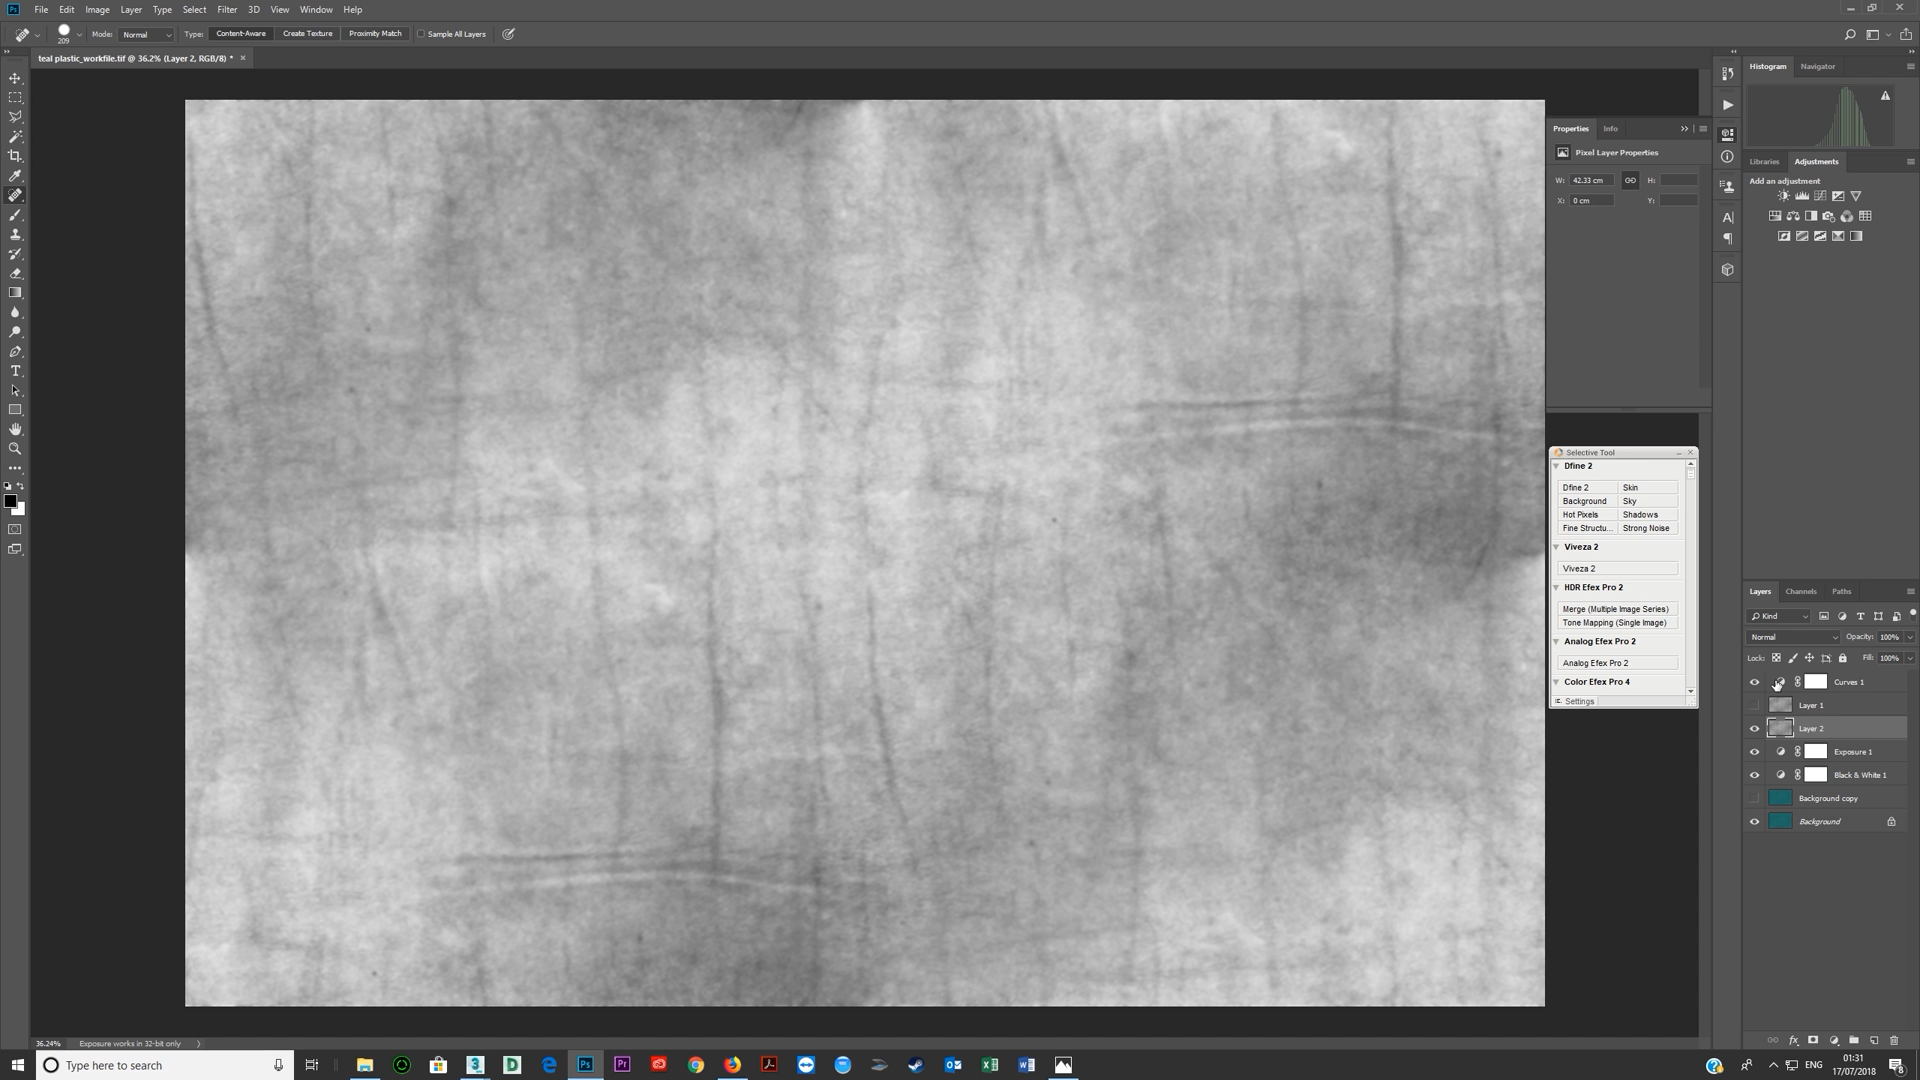 Ps File Edit Image Layer Type Select Filter 3D View Window Help
209 Mode: Normal Type: Content-Aware Create Texture Proximity Match Sample All Layers
teal plastic_workfile.tif @ 36.2% (Layer 2, RGB/8) * ×
Histogram Navigator
Properties Info
Pixel Layer Properties
W: 42.33 cm H:
X: 0 cm Y:
Libraries Adjustments
Add an adjustment
Selective Tool
Dfine 2
Dfine 2 Skin
Background Sky
Hot Pixels Shadows
Fine Structu... Strong Noise
Viveza 2
Viveza 2
HDR Efex Pro 2
Merge (Multiple Image Series)
Tone Mapping (Single Image)
Analog Efex Pro 2
Analog Efex Pro 2
Color Efex Pro 4
Settings
Layers Channels Paths
Kind
Normal Opacity: 100%
Lock: Fill: 100%
Curves 1
Layer 1
Layer 2
Exposure 1
Black & White 1
Background copy
Background
36.24% Exposure works in 32-bit only
Type here to search
ENG
01:31
17/07/2018
8